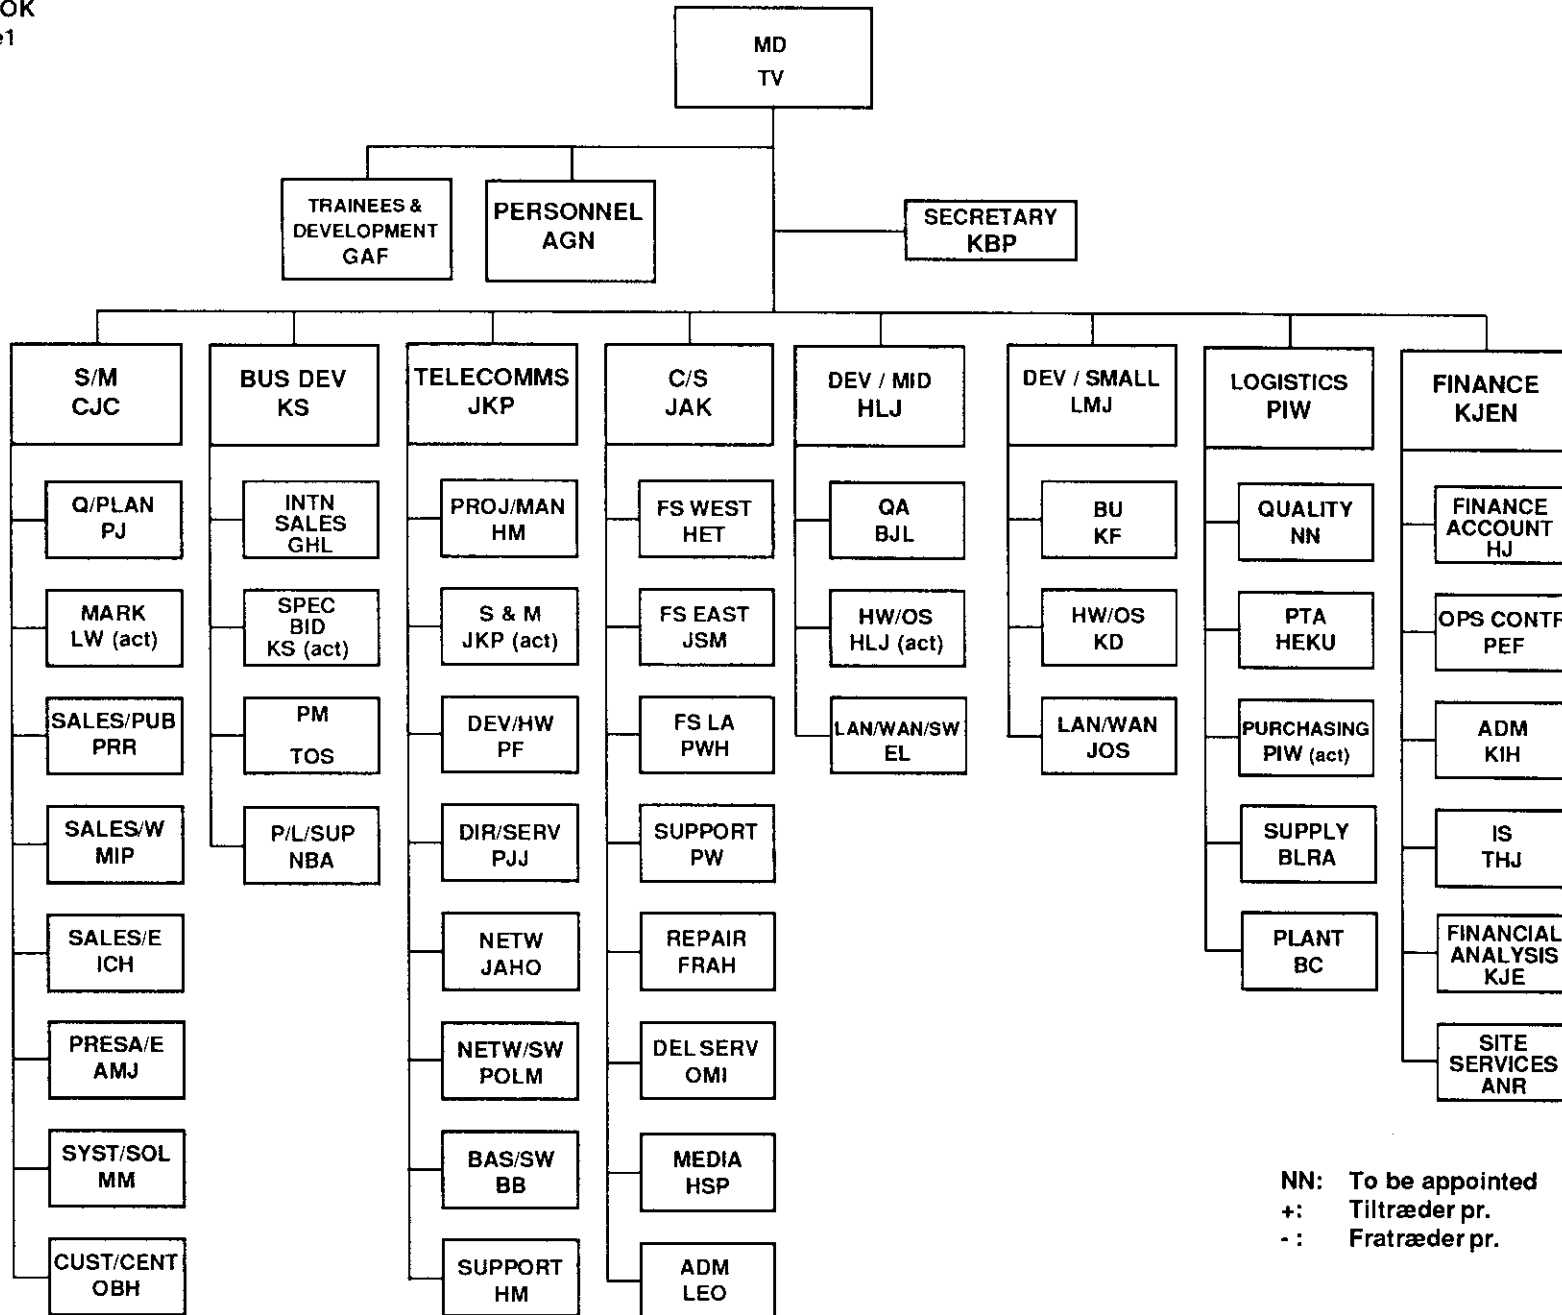 OK
e1
MD
TV
TRAINEES &
DEVELOPMENT
GAF
PERSONNEL
AGN
SECRETARY
KBP
S/M
CJC
Q/PLAN
PJ
MARK
LW (act)
SALES/PUB
PRR
SALES/W
MIP
SALES/E
ICH
PRESA/E
AMJ
SYST/SOL
MM
CUST/CENT
OBH
BUS DEV
KS
INTN
SALES
GHL
SPEC
BID
KS (act)
PM
TOS
P/L/SUP
NBA
TELECOMMS
JKP
PROJ/MAN
HM
S & M
JKP (act)
DEV/HW
PF
DIR/SERV
PJJ
NETW
JAHO
NETW/SW
POLM
BAS/SW
BB
SUPPORT
HM
C/S
JAK
FS WEST
HET
FS EAST
JSM
FS LA
PWH
SUPPORT
PW
REPAIR
FRAH
DEL SERV
OMI
MEDIA
HSP
ADM
LEO
DEV / MID
HLJ
QA
BJL
HW/OS
HLJ (act)
LAN/WAN/SW
EL
DEV / SMALL
LMJ
BU
KF
HW/OS
KD
LAN/WAN
JOS
LOGISTICS
PIW
QUALITY
NN
PTA
HEKU
PURCHASING
PIW (act)
SUPPLY
BLRA
PLANT
BC
FINANCE
KJEN
FINANCE
ACCOUNT
HJ
OPS CONTR
PEF
ADM
KIH
IS
THJ
FINANCIAL
ANALYSIS
KJE
SITE
SERVICES
ANR
NN: To be appointed
+: Tiltræder pr.
- : Fratræder pr.